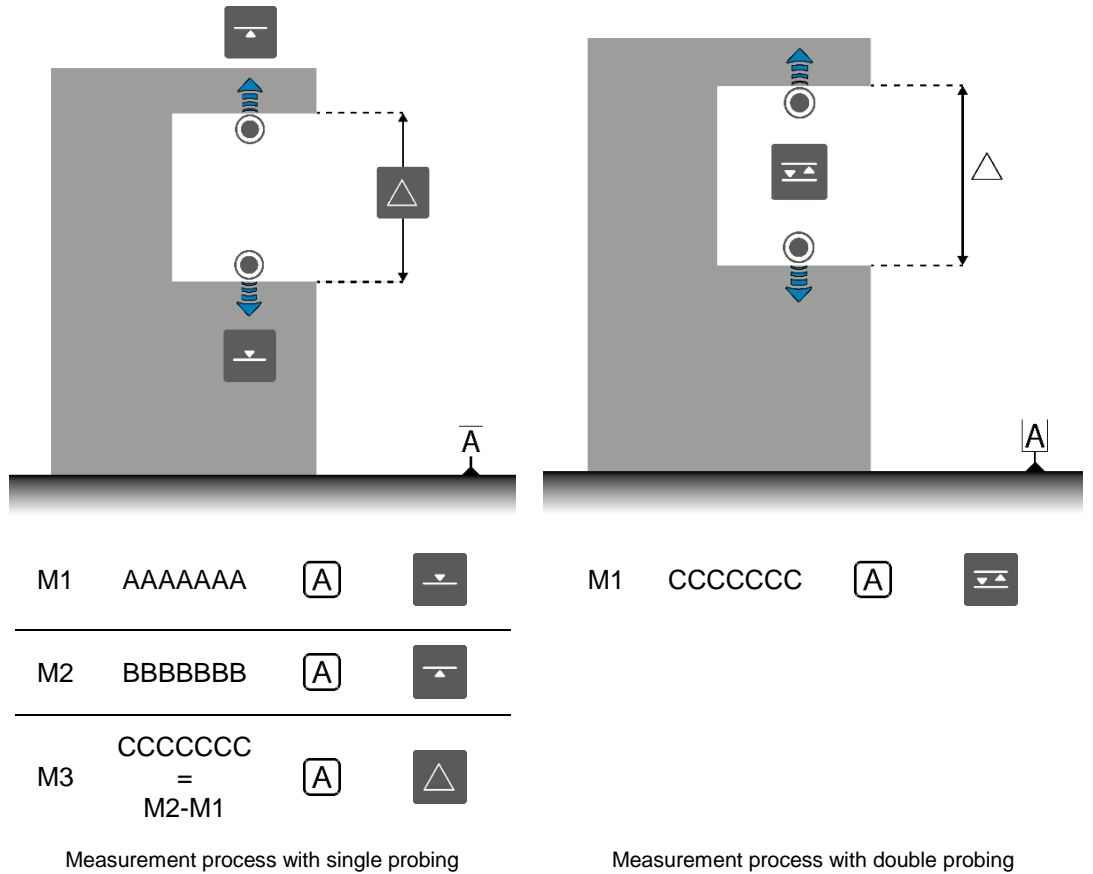 A
A
M1 AAAAAAA A
M2 BBBBBBB A
M3 CCCCCCC
=
M2-M1 A
M1 CCCCCCC A
Measurement process with single probing
Measurement process with double probing